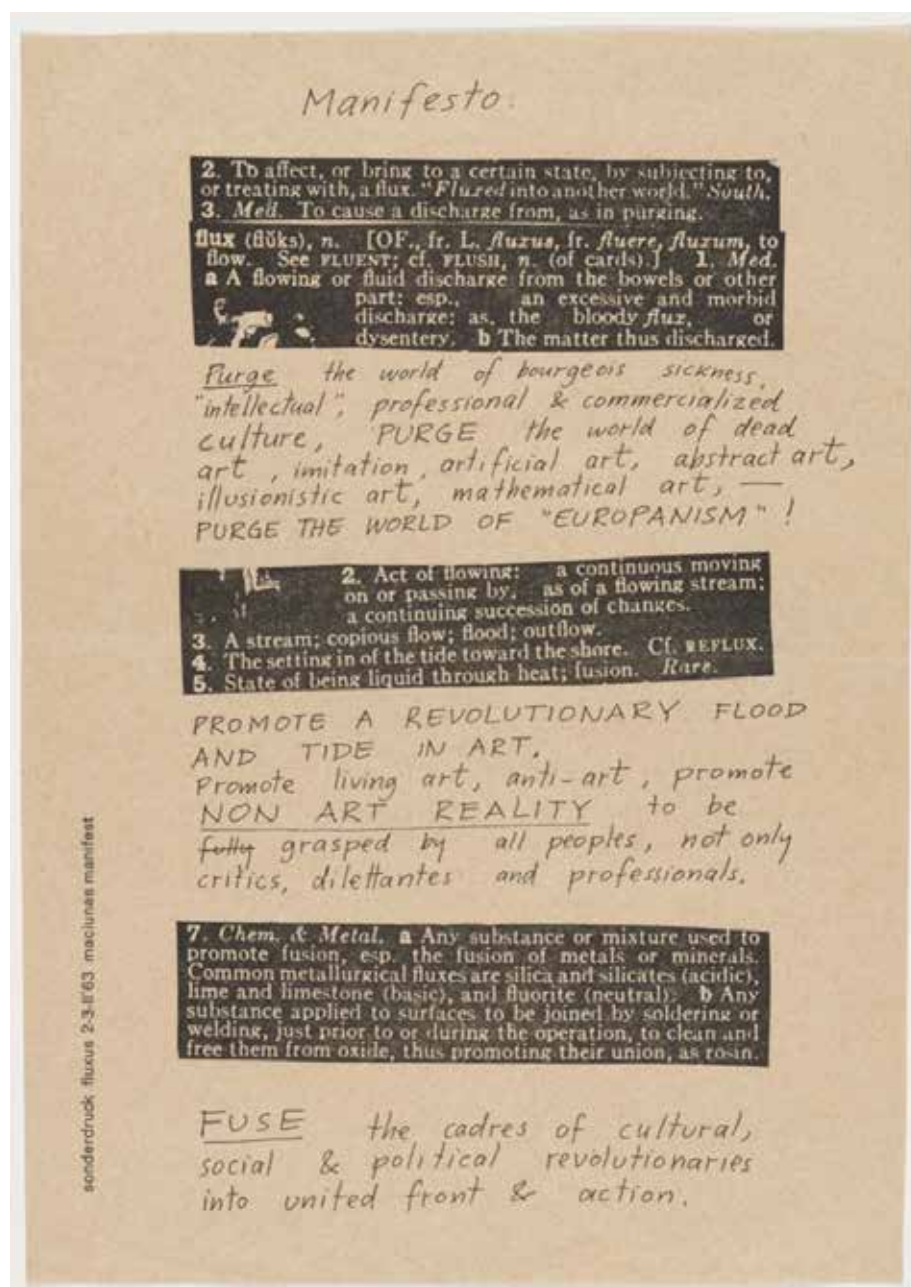 Manifesto:
2. To affect, or bring to a certain state, by subjecting to,
or treating with, a flux. "Fluxed into another world." South.
3. Med. To cause a discharge from, as in purging.
flux (flŭks), n. [OF., fr. L. fluxus, fr. fluere, fluxum, to
flow. See FLUENT; cf. FLUSH, n. (of cards).] 1. Med.
a A flowing or fluid discharge from the bowels or other
part; esp., an excessive and morbid
discharge; as, the bloody flux, or
dysentery. b The matter thus discharged.
Purge the world of bourgeois sickness,
"intellectual", professional & commercialized
culture, PURGE the world of dead
art, imitation, artificial art, abstract art,
illusionistic art, mathematical art, —
PURGE THE WORLD OF "EUROPANISM"!
2. Act of flowing: a continuous moving
on or passing by, as of a flowing stream;
a continuing succession of changes.
3. A stream; copious flow; flood; outflow.
4. The setting in of the tide toward the shore. Cf. REFLUX.
5. State of being liquid through heat; fusion. Rare.
PROMOTE A REVOLUTIONARY FLOOD
AND TIDE IN ART.
Promote living art, anti-art, promote
NON ART REALITY to be
fully grasped by all peoples, not only
critics, dilettantes and professionals.
7. Chem. & Metal. a Any substance or mixture used to
promote fusion, esp. the fusion of metals or minerals.
Common metallurgical fluxes are silica and silicates (acidic),
lime and limestone (basic), and fluorite (neutral). b Any
substance applied to surfaces to be joined by soldering or
welding, just prior to or during the operation, to clean and
free them from oxide, thus promoting their union, as rosin.
FUSE the cadres of cultural,
social & political revolutionaries
into united front & action.
sonderdruck fluxus 2-3-II'63 maciunas manifest